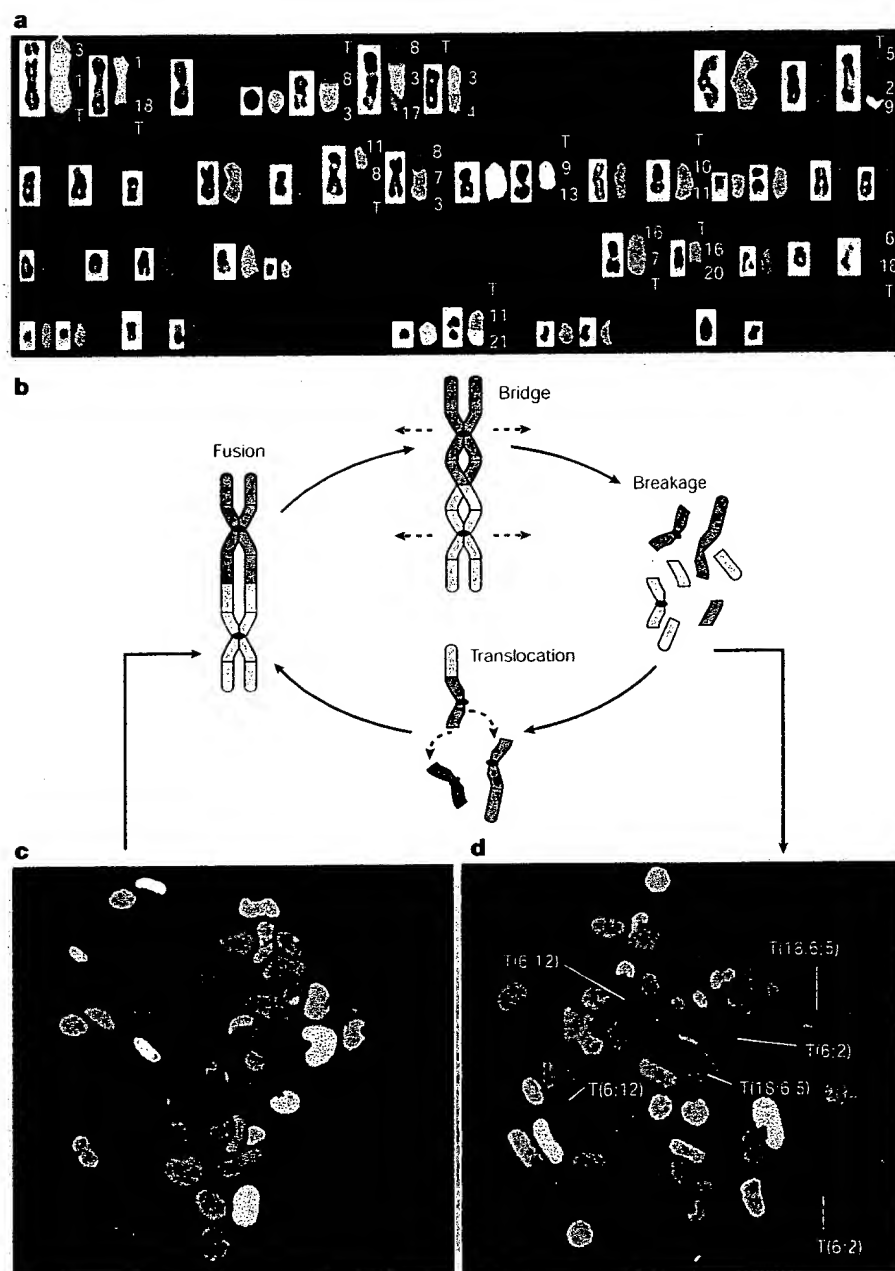 a
T 8 T T
3 1 8 3 3 5
1 18 3 17 4 2
T T 9
11 8 T T
8 7 9 10
T 3 13 11
16 T 6
7 16 18
T 20 T
T
11
21
b
Bridge
Fusion
Breakage
Translocation
c
d
T(6:12)
T(18:6:5)
T(6:2)
T(6:12)
T(18:6:5)
T(6:2)